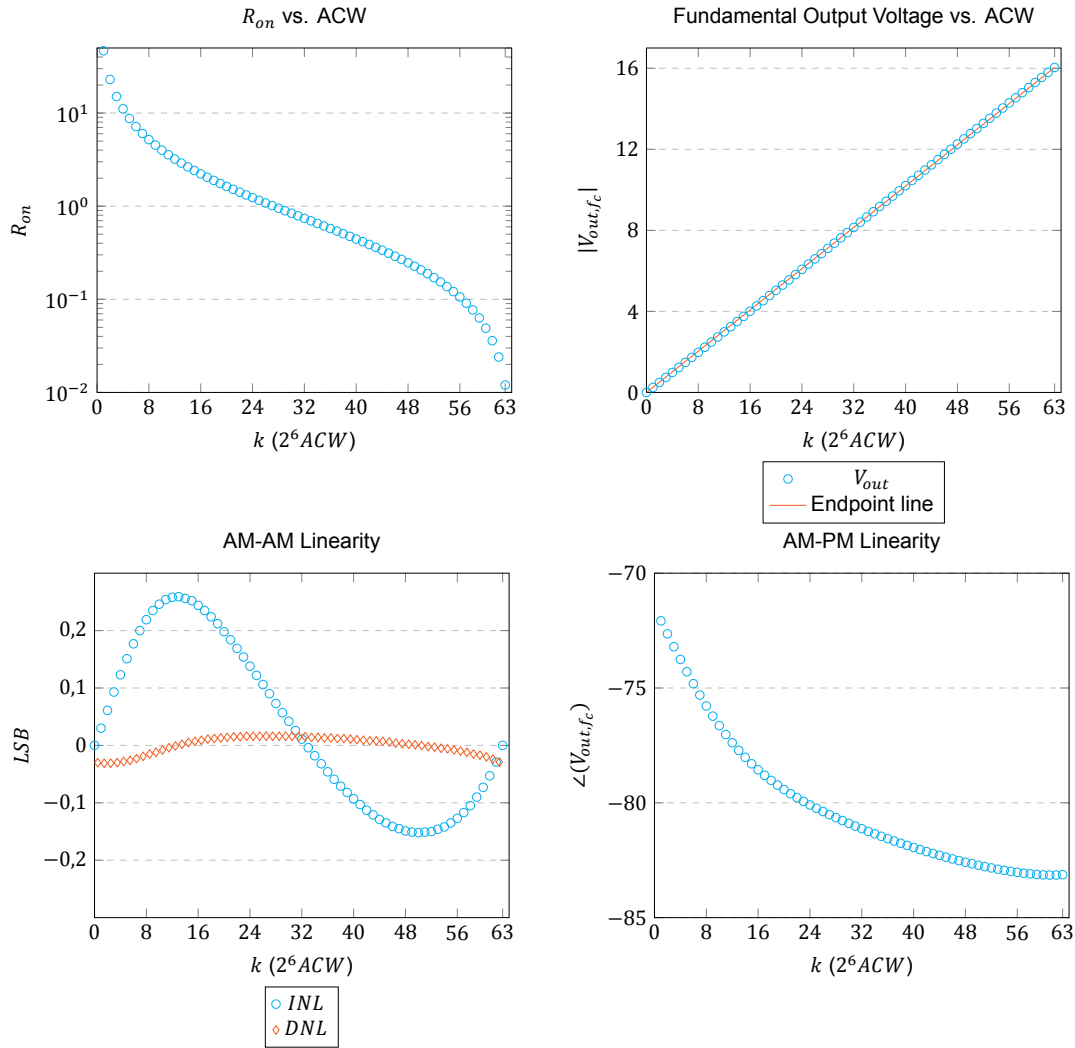 R_on vs. ACW
10^1
10^0
10^−1
10^−2
R_on
0 8 16 24 32 40 48 56 63
k (2^6 ACW)
Fundamental Output Voltage vs. ACW
16
12
8
4
0
|V_out,f_c|
0 8 16 24 32 40 48 56 63
k (2^6 ACW)
V_out
Endpoint line
AM-AM Linearity
0,2
0,1
0
−0,1
−0,2
LSB
0 8 16 24 32 40 48 56 63
k (2^6 ACW)
INL
DNL
AM-PM Linearity
−70
−75
−80
−85
∠(V_out,f_c)
0 8 16 24 32 40 48 56 63
k (2^6 ACW)